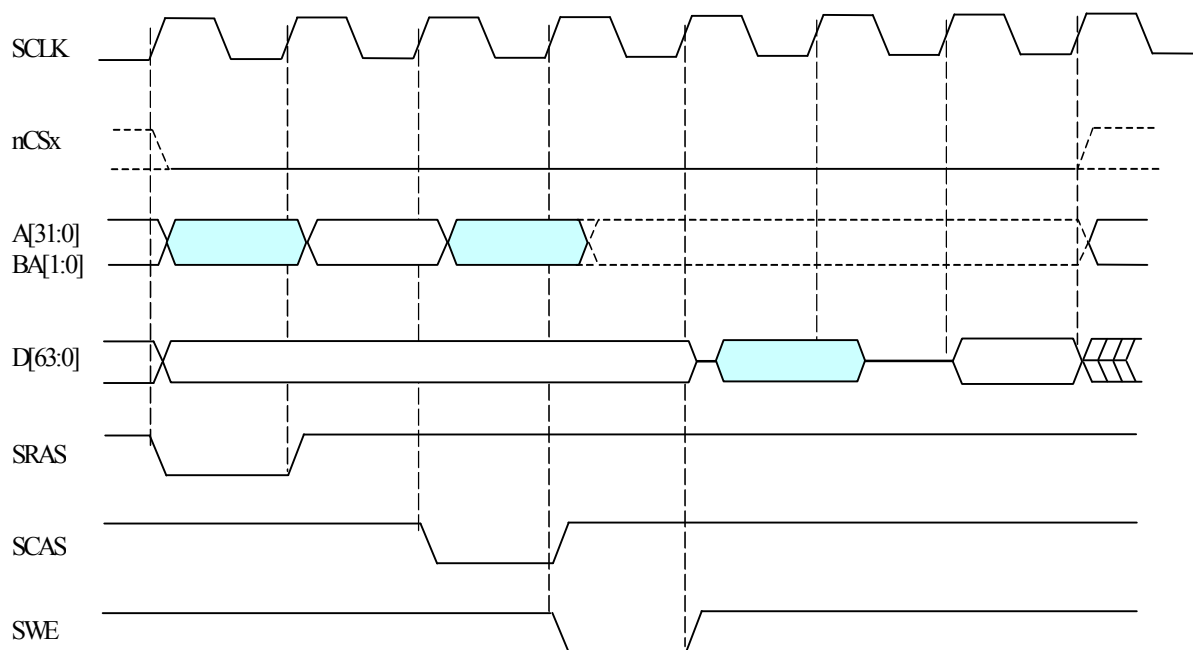 SCLK
nCSx
A[31:0]
BA[1:0]
D[63:0]
SRAS
SCAS
SWE